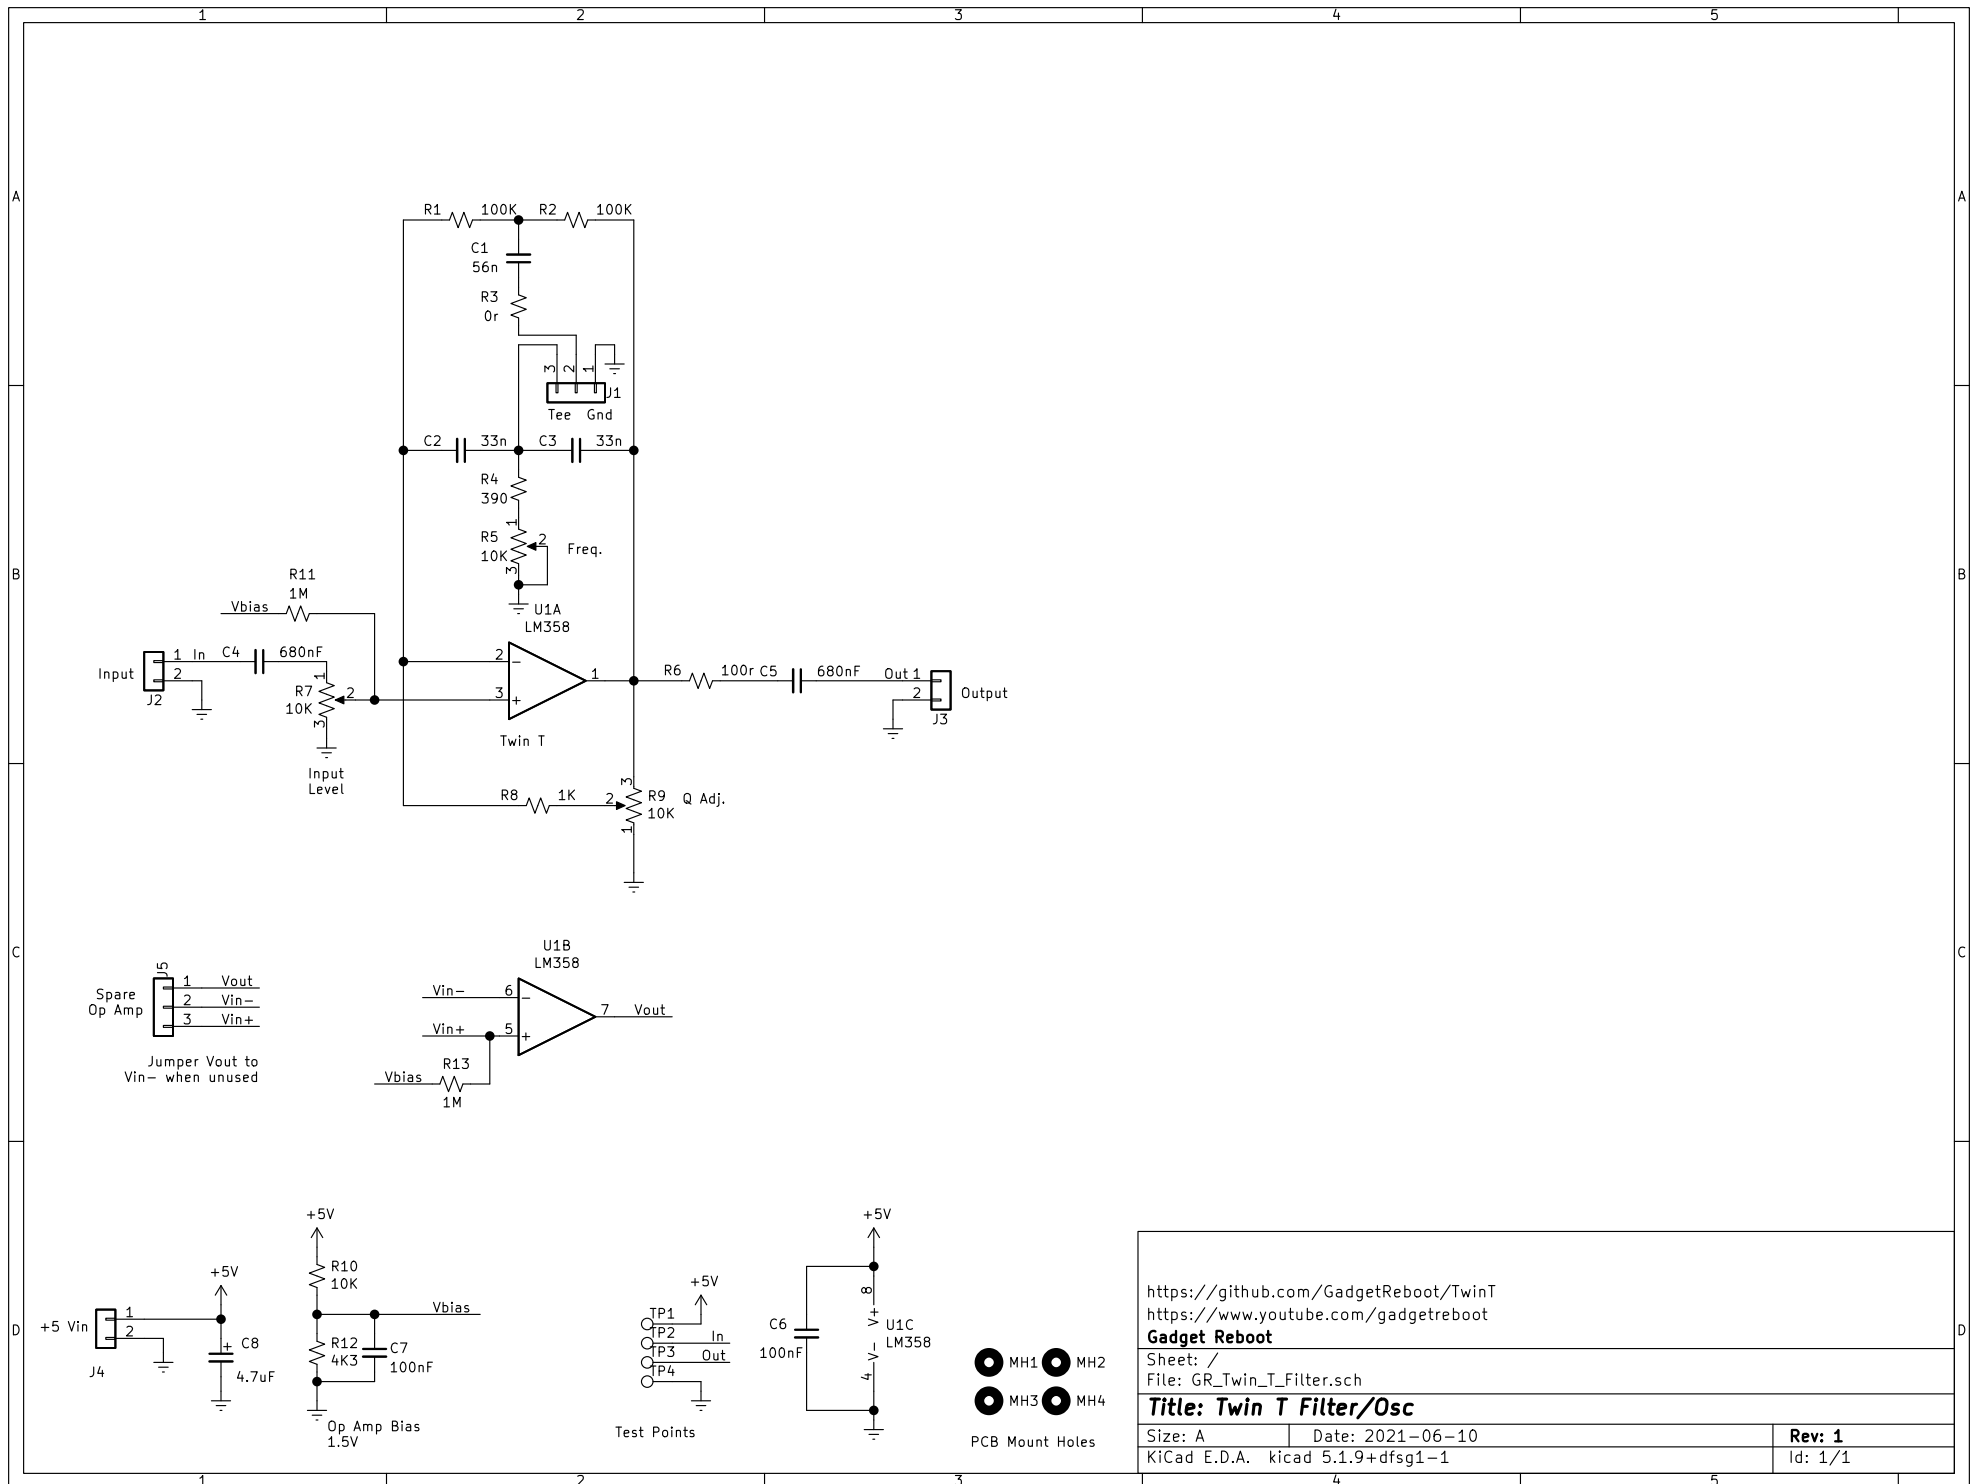 1 2 3 4 5
A A
R1 100K R2 100K
C1
56n
R3
0r
3 2 1
J1
Tee Gnd
C2 33n C3 33n
R4
390
1
R5 2
10K
3
Freq.
B B
R11
1M
Vbias
U1A
LM358
Input
1 In C4 680nF
2
J2
1
R7 2
10K
3
Input
Level
2 −
3 +
1
Twin T
R6 100r C5 680nF
Out 1
2
J3
Output
R8 1K 2
3
R9 Q Adj.
10K
1
C C
U1B
LM358
J5
Spare
Op Amp
1 Vout
2 Vin−
3 Vin+
Jumper Vout to
Vin− when unused
Vin− 6 −
Vin+ 5 +
7 Vout
R13
Vbias
1M
D D
+5 Vin
1
2
J4
+5V
+ C8
4.7uF
+5V
R10
10K
Vbias
R12
4K3
C7
100nF
Op Amp Bias
1.5V
+5V
TP1
TP2 In
TP3 Out
TP4
Test Points
+5V
C6
100nF
8
V+
U1C
LM358
V−
4
MH1 MH2
MH3 MH4
PCB Mount Holes
https://github.com/GadgetReboot/TwinT
https://www.youtube.com/gadgetreboot
Gadget Reboot
Sheet: /
File: GR_Twin_T_Filter.sch
Title: Twin T Filter/Osc
Size: A Date: 2021-06-10 Rev: 1
KiCad E.D.A. kicad 5.1.9+dfsg1-1 Id: 1/1
1 2 3 4 5